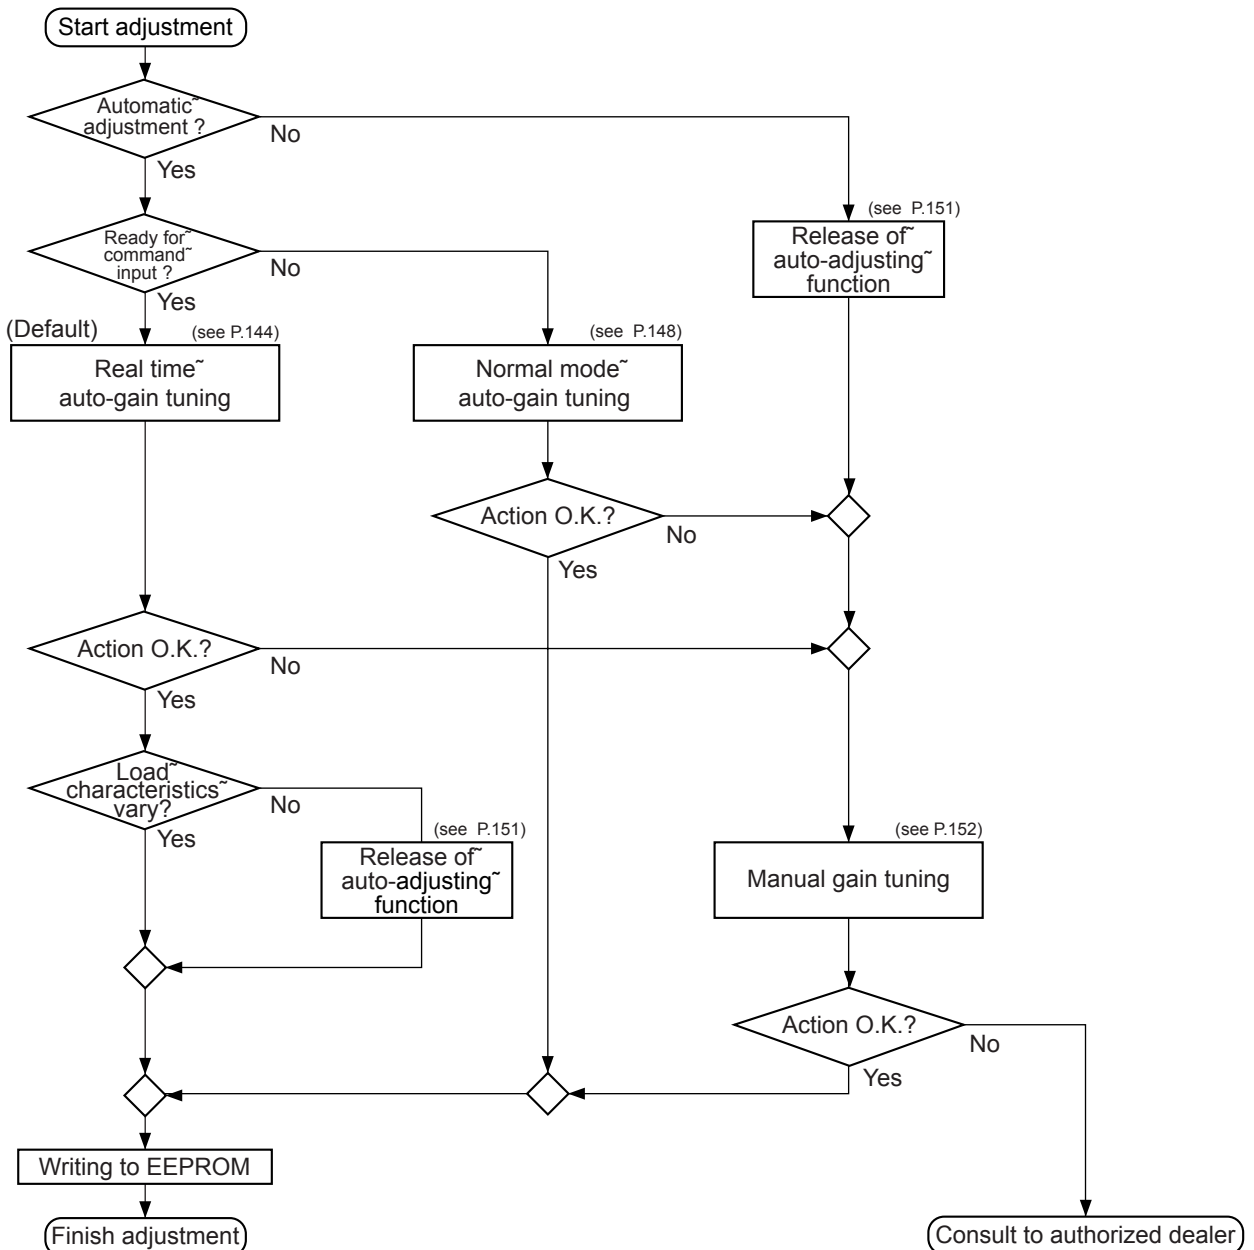 Start adjustment
Automatic˜
adjustment ?
No
Yes
(see P.151)
Release of˜
auto-adjusting˜
function
Ready for˜
command˜
input ?
No
Yes
(Default)
(see P.144)
Real time˜
auto-gain tuning
(see P.148)
Normal mode˜
auto-gain tuning
Action O.K.?
No
Yes
Action O.K.?
No
Yes
Load˜
characteristics˜
vary?
No
Yes
(see P.151)
Release of˜
auto-adjusting˜
function
(see P.152)
Manual gain tuning
Action O.K.?
No
Yes
Writing to EEPROM
Finish adjustment
Consult to authorized dealer